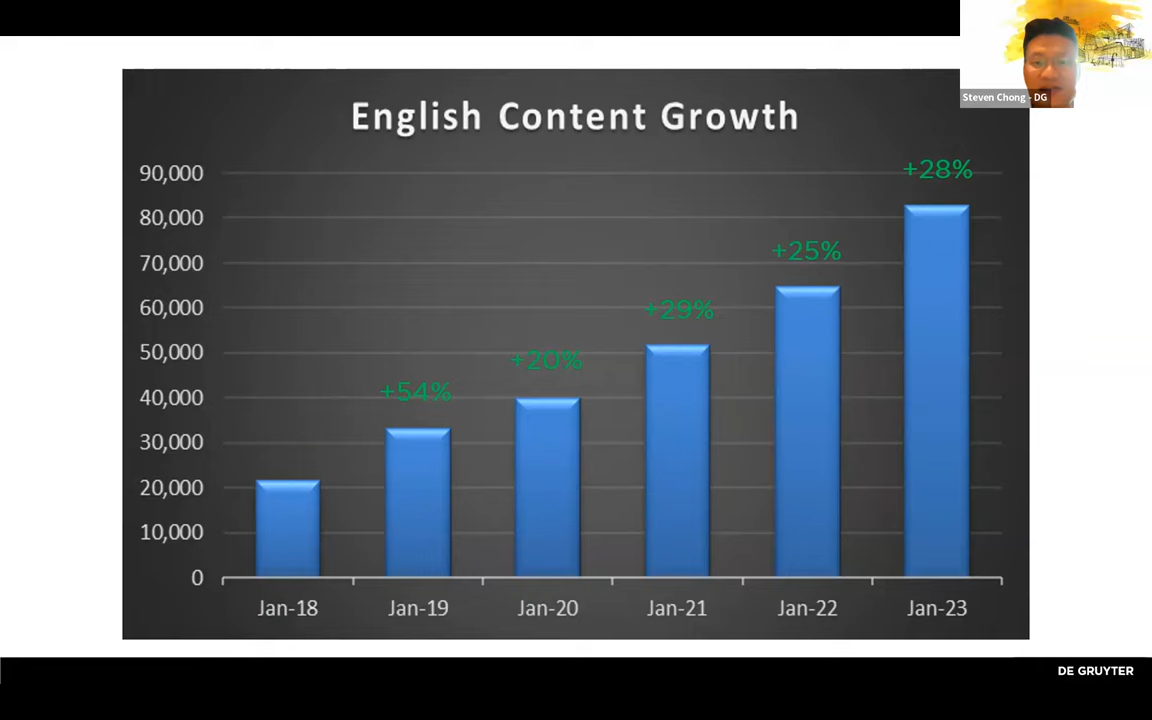 Steven Chong - DG
English Content Growth
90,000
80,000
70,000
60,000
50,000
40,000
30,000
20,000
10,000
0
+54%
+20%
+29%
+25%
+28%
Jan-18
Jan-19
Jan-20
Jan-21
Jan-22
Jan-23
DE GRUYTER